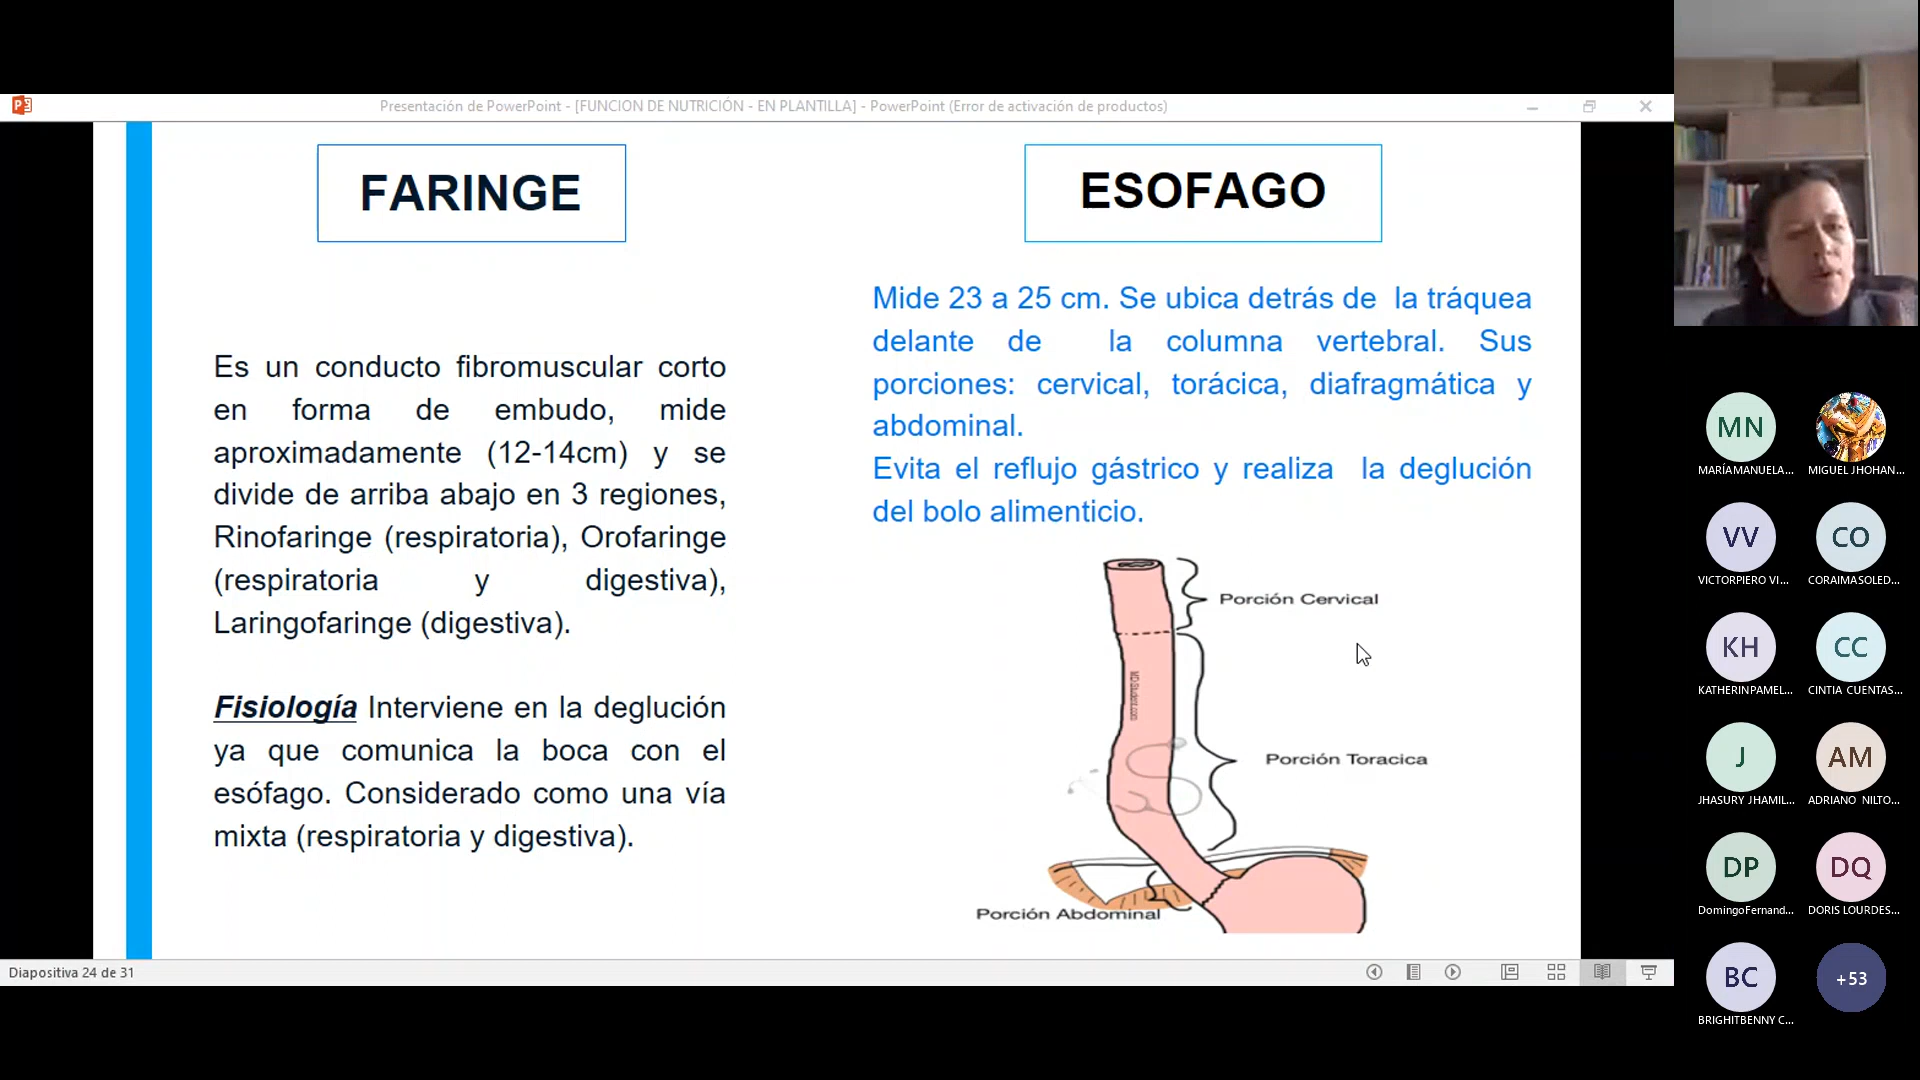 Presentación de PowerPoint - [FUNCION DE NUTRICIÓN - EN PLANTILLA] - PowerPoint (Error de activación de productos)
FARINGE
Es un conducto fibromuscular corto
en forma de embudo, mide
aproximadamente (12-14cm) y se
divide de arriba abajo en 3 regiones,
Rinofaringe (respiratoria), Orofaringe
(respiratoria y digestiva),
Laringofaringe (digestiva).
Fisiología Interviene en la deglución
ya que comunica la boca con el
esófago. Considerado como una vía
mixta (respiratoria y digestiva).
ESOFAGO
Mide 23 a 25 cm. Se ubica detrás de la tráquea
delante de la columna vertebral. Sus
porciones: cervical, torácica, diafragmática y
abdominal.
Evita el reflujo gástrico y realiza la deglución
del bolo alimenticio.
Porción Cervical
Porción Toracica
Porción Abdominal
Diapositiva 24 de 31
MN
MARÍAMANUELA...
MIGUEL JHOHAN...
VV
VICTORPIERO VI...
CO
CORAIMASOLED...
KH
KATHERINPAMEL...
CC
CINTIA CUENTAS...
J
JHASURY JHAMIL...
AM
ADRIANO NILTO...
DP
DomingoFernand...
DQ
DORIS LOURDES...
BC
BRIGHITBENNY C...
+53